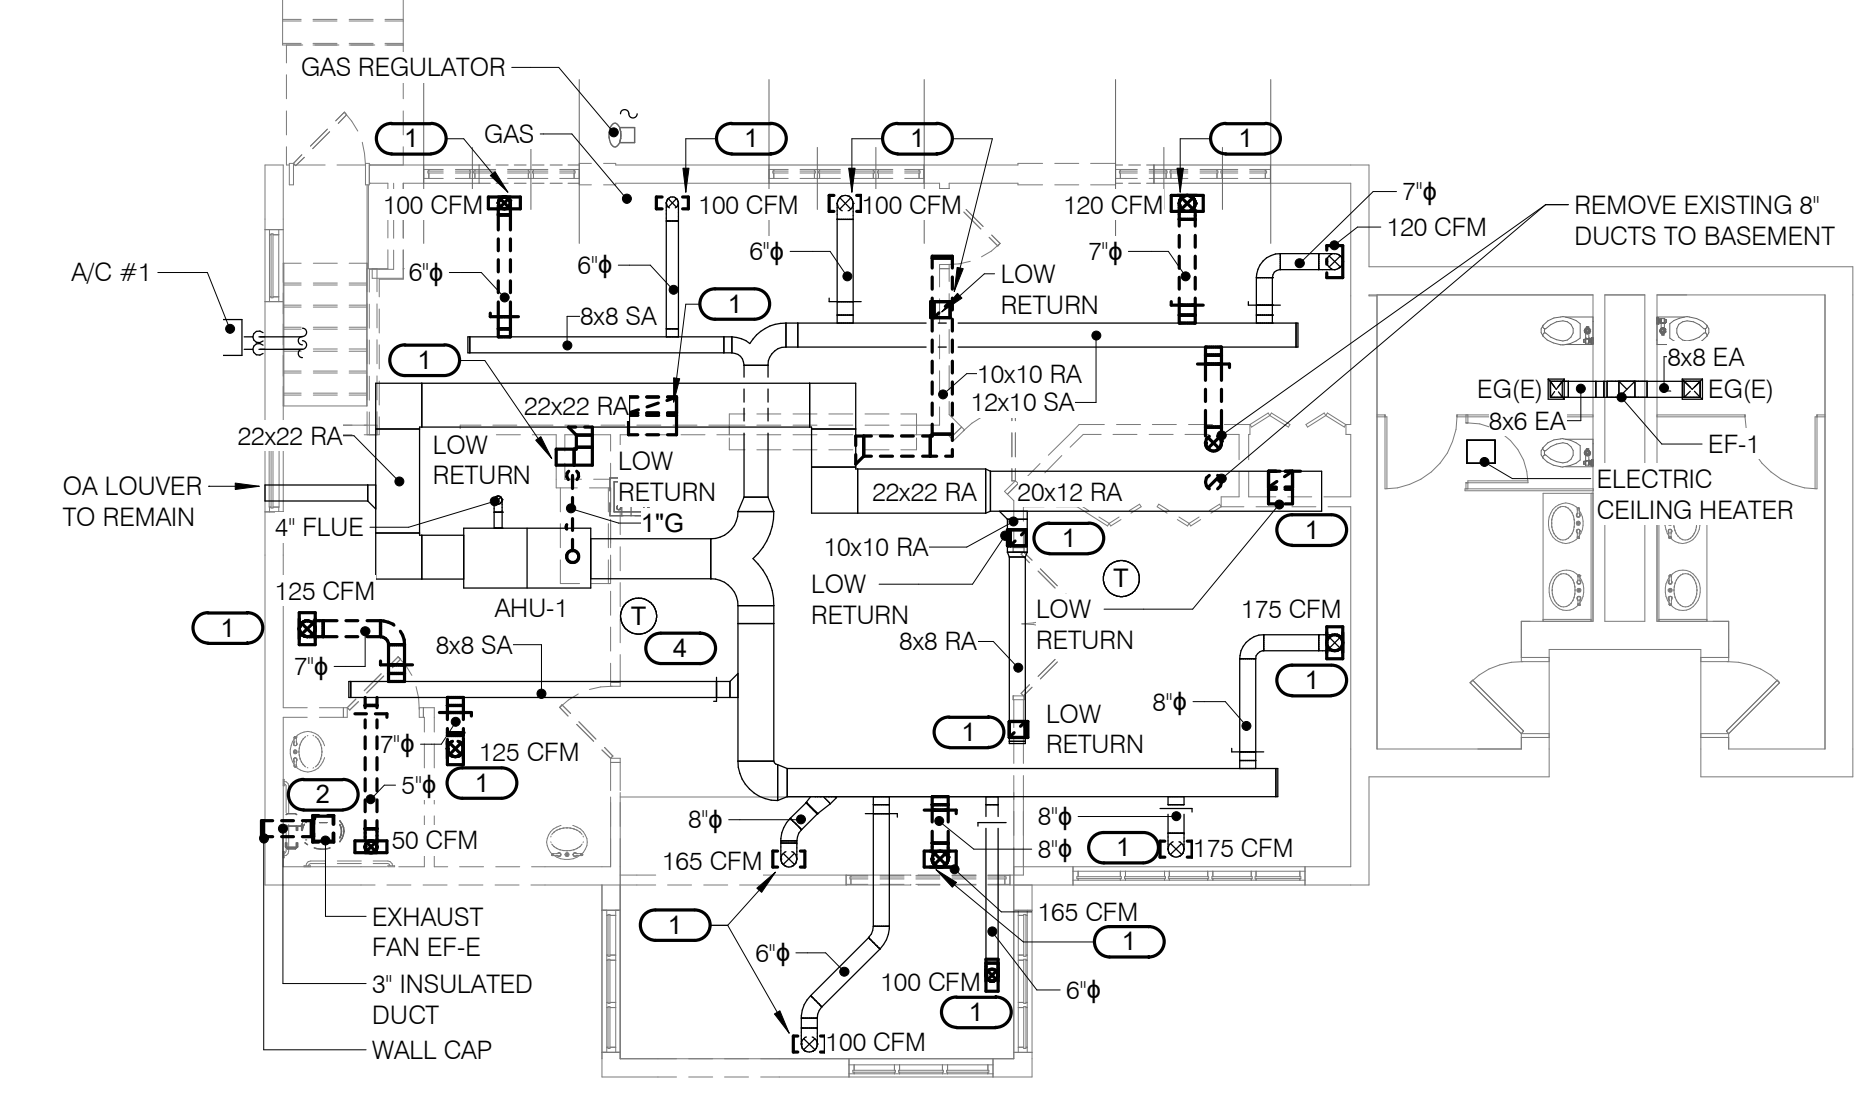 GAS REGULATOR
1
GAS
1
1
1
100 CFM
100 CFM
100 CFM
120 CFM
7"ϕ
120 CFM
REMOVE EXISTING 8"
DUCTS TO BASEMENT
A/C #1
6"ϕ
6"ϕ
6"ϕ
7"ϕ
LOW
RETURN
8x8 SA
1
1
10x10 RA
12x10 SA
8x8 EA
EG(E)
EG(E)
8x6 EA
EF-1
ELECTRIC
CEILING HEATER
22x22 RA
22x22 RA
LOW
RETURN
LOW
RETURN
OA LOUVER
TO REMAIN
4" FLUE
1"G
22x22 RA
20x12 RA
10x10 RA
1
1
LOW
RETURN
T
LOW
RETURN
AHU-1
125 CFM
1
7"ϕ
8x8 SA
T
4
8x8 RA
175 CFM
1
8"ϕ
7"ϕ
125 CFM
1
1
LOW
RETURN
2
5"ϕ
50 CFM
8"ϕ
165 CFM
8"ϕ
8"ϕ
1
175 CFM
EXHAUST
FAN EF-E
1
165 CFM
1
6"ϕ
3" INSULATED
DUCT
100 CFM
1
6"ϕ
WALL CAP
100 CFM